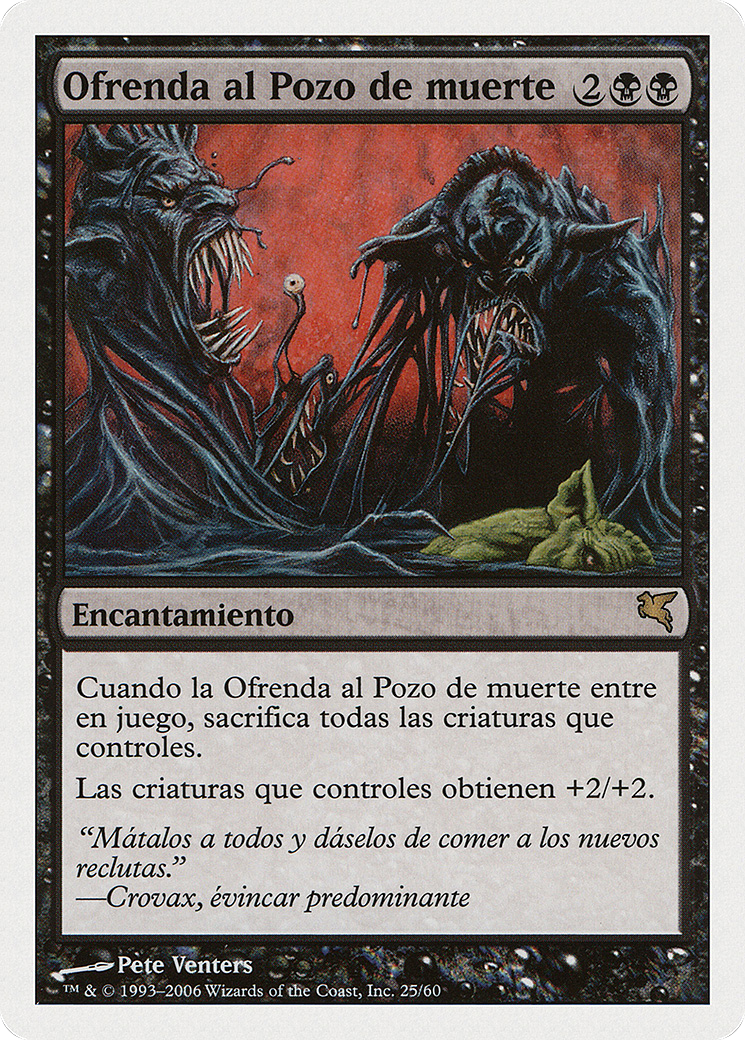 Ofrenda al Pozo de muerte 2
Encantamiento
Cuando la Ofrenda al Pozo de muerte entre
en juego, sacrifica todas las criaturas que
controles.
Las criaturas que controles obtienen +2/+2.
“Mátalos a todos y dáselos de comer a los nuevos
reclutas.”
—Crovax, évincar predominante
Pete Venters
™ & © 1993–2006 Wizards of the Coast, Inc. 25/60